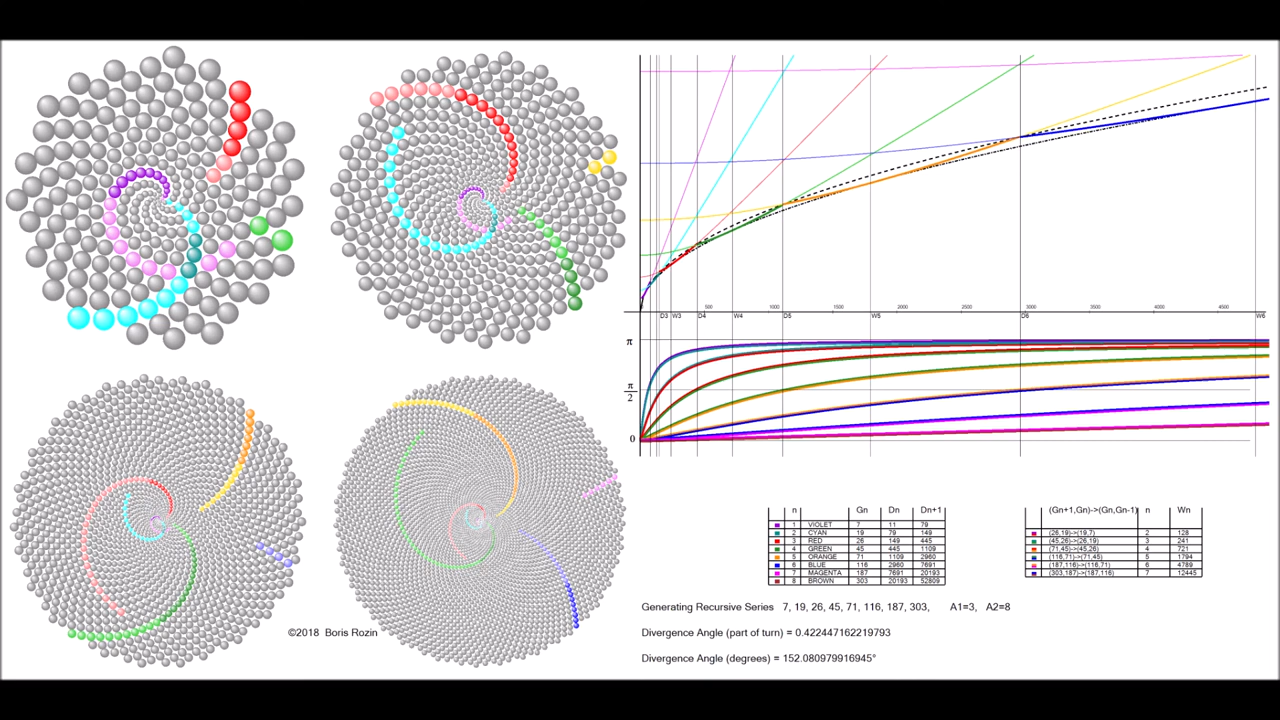 500 1000 1500 2000 2500 3000 3500 4000 4500
D3 W3 D4 W4 D5 W5 D6 W6
π
π
2
0
n Gn Dn Dn+1
1 VIOLET 7 11 79
2 CYAN 19 79 149
3 RED 26 149 445
4 GREEN 45 445 1109
5 ORANGE 71 1109 2960
6 BLUE 116 2960 7691
7 MAGENTA 187 7691 20193
8 BROWN 303 20193 52809
(Gn+1,Gn)->(Gn,Gn-1) n Wn
(26,19)->(19,7) 2 128
(45,26)->(26,19) 3 241
(71,45)->(45,26) 4 721
(116,71)->(71,45) 5 1794
(187,116)->(116,71) 6 4789
(303,187)->(187,116) 7 12445
Generating Recursive Series 7, 19, 26, 45, 71, 116, 187, 303, A1=3, A2=8
©2018 Boris Rozin
Divergence Angle (part of turn) = 0.422447162219793
Divergence Angle (degrees) = 152.080979916945°